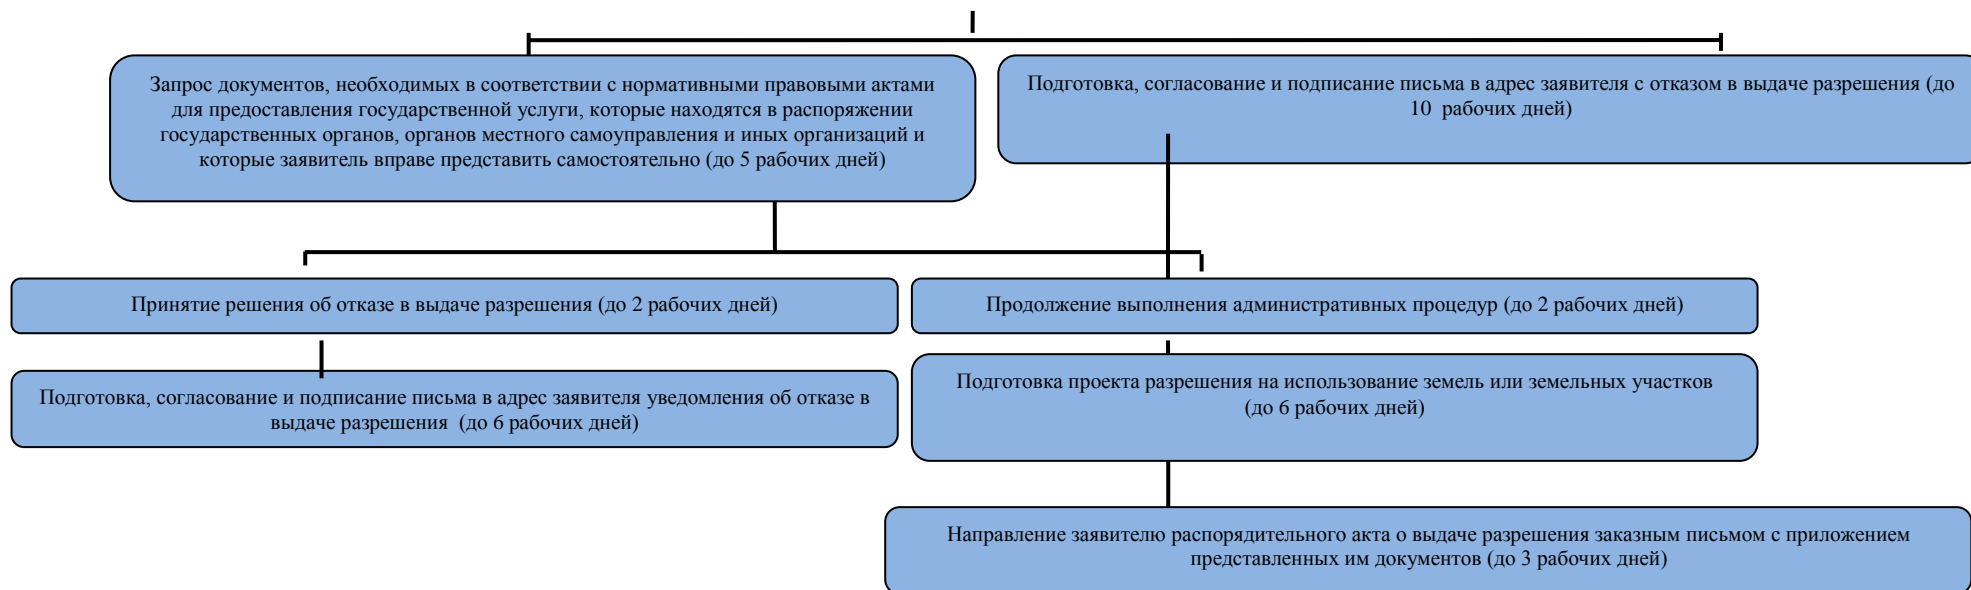 Запрос документов, необходимых в соответствии с нормативными правовыми актами
для предоставления государственной услуги, которые находятся в распоряжении
государственных органов, органов местного самоуправления и иных организаций и
которые заявитель вправе представить самостоятельно (до 5 рабочих дней)
Подготовка, согласование и подписание письма в адрес заявителя с отказом в выдаче разрешения (до
10 рабочих дней)
Принятие решения об отказе в выдаче разрешения (до 2 рабочих дней)
Продолжение выполнения административных процедур (до 2 рабочих дней)
Подготовка, согласование и подписание письма в адрес заявителя уведомления об отказе в
выдаче разрешения (до 6 рабочих дней)
Подготовка проекта разрешения на использование земель или земельных участков
(до 6 рабочих дней)
Направление заявителю распорядительного акта о выдаче разрешения заказным письмом с приложением
представленных им документов (до 3 рабочих дней)